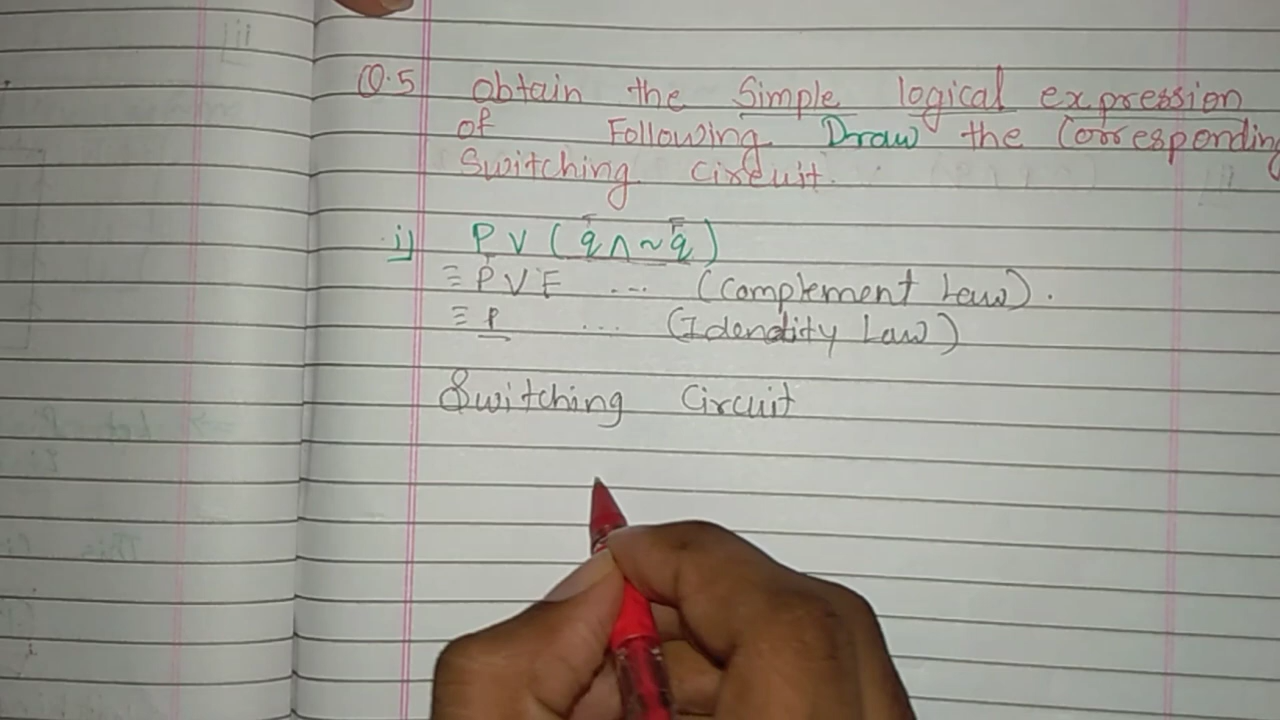 Q.5 Obtain the Simple logical expression
of Following Draw the Corresponding
Switching Circuit.
i) P V ( q ∧ ~ q )
≡ P V F ... (Complement Law).
≡ P ... (Idendity Law)
Switching Circuit